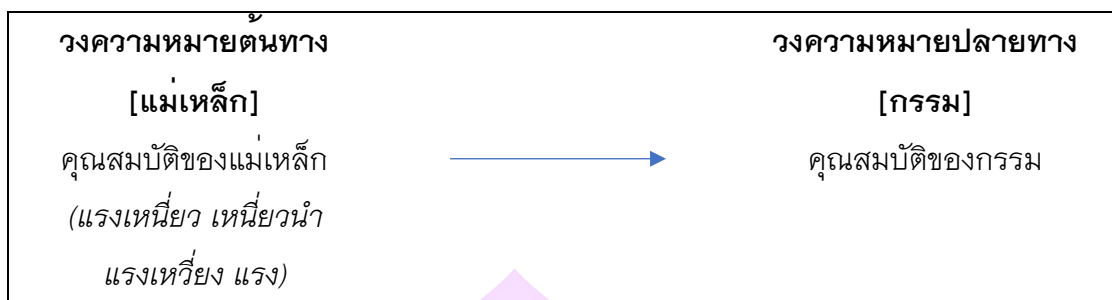 วงความหมายต้นทาง วงความหมายปลายทาง
[แม่เหล็ก] [กรรม]
คุณสมบัติของแม่เหล็ก คุณสมบัติของกรรม
(แรงเหนี่ยว เหนี่ยวนำ
แรงเหวี่ยง แรง)